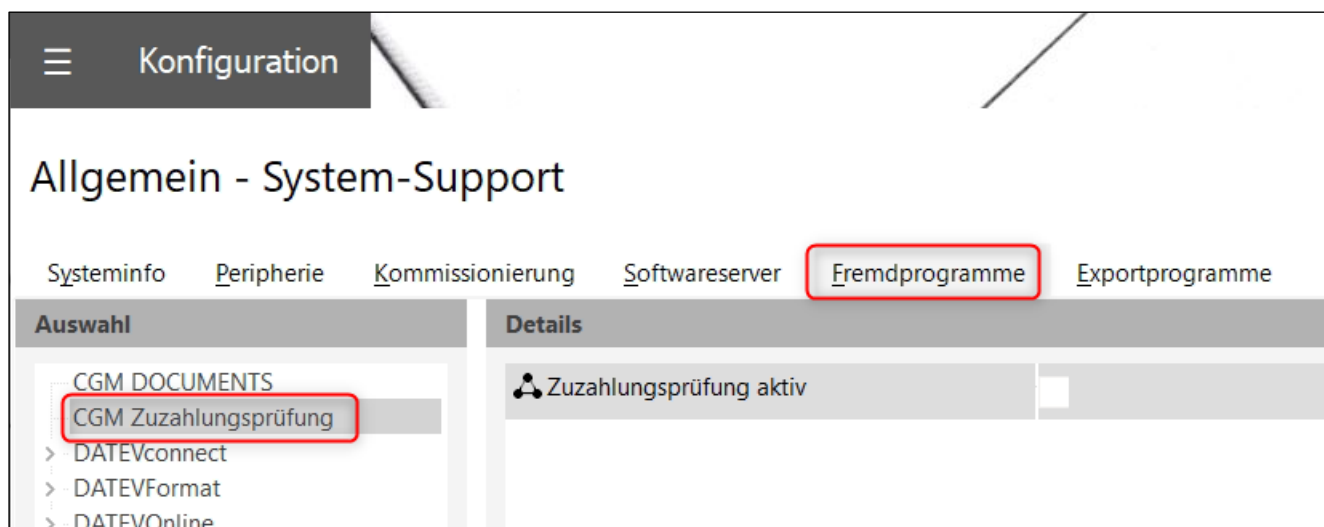 Konfiguration
Allgemein - System-Support
Systeminfo Peripherie Kommissionierung Softwareserver Fremdprogramme Exportprogramme
Auswahl Details
CGM DOCUMENTS
Zuzahlungsprüfung aktiv
CGM Zuzahlungsprüfung
DATEVconnect
DATEVFormat
DATEVOnline